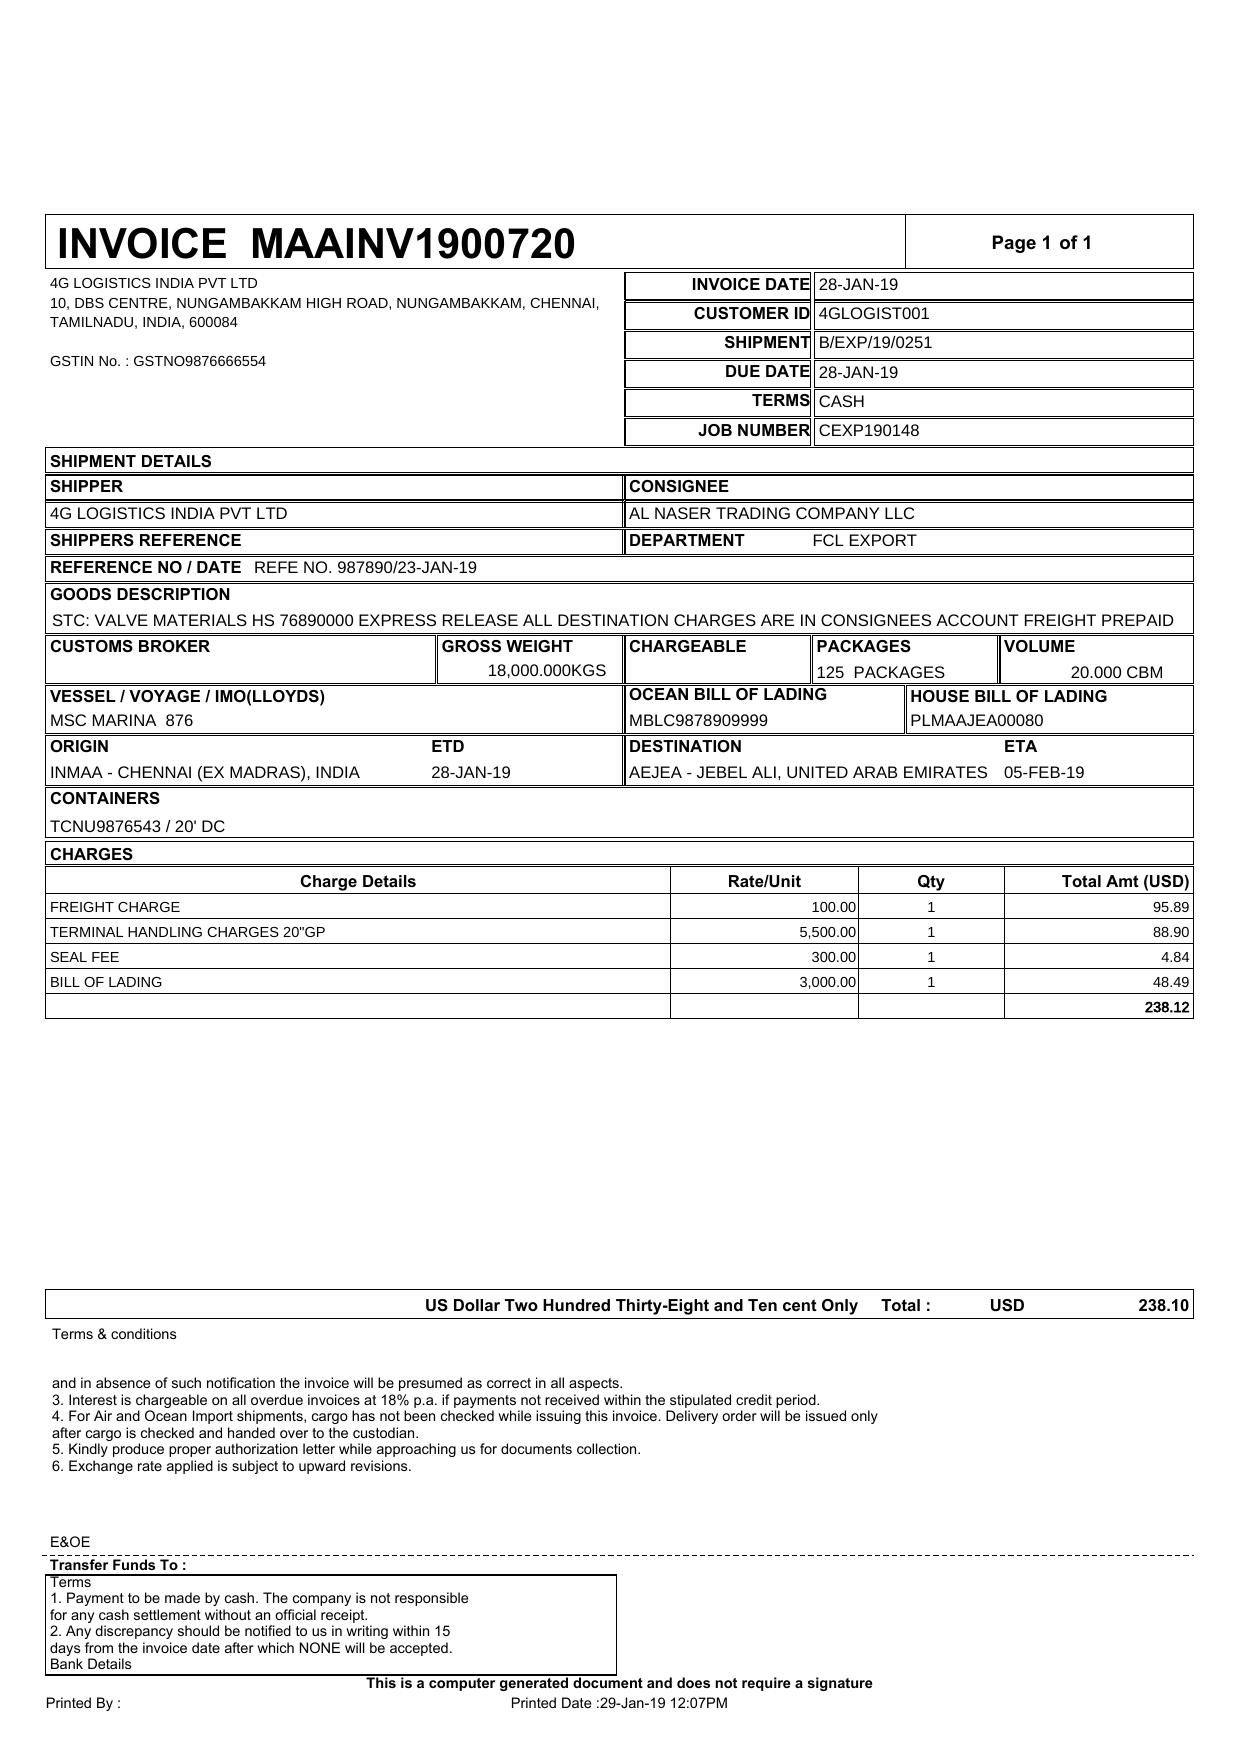 INVOICE MAAINV1900720 Page 1 of 1
4G LOGISTICS INDIA PVT LTD
10, DBS CENTRE, NUNGAMBAKKAM HIGH ROAD, NUNGAMBAKKAM, CHENNAI,
TAMILNADU, INDIA, 600084
GSTIN No. : GSTNO9876666554
INVOICE DATE 28-JAN-19
CUSTOMER ID 4GLOGIST001
SHIPMENT B/EXP/19/0251
DUE DATE 28-JAN-19
TERMS CASH
JOB NUMBER CEXP190148
SHIPMENT DETAILS
SHIPPER CONSIGNEE
4G LOGISTICS INDIA PVT LTD AL NASER TRADING COMPANY LLC
SHIPPERS REFERENCE DEPARTMENT FCL EXPORT
REFERENCE NO / DATE REFE NO. 987890/23-JAN-19
GOODS DESCRIPTION
STC: VALVE MATERIALS HS 76890000 EXPRESS RELEASE ALL DESTINATION CHARGES ARE IN CONSIGNEES ACCOUNT FREIGHT PREPAID
CUSTOMS BROKER GROSS WEIGHT CHARGEABLE PACKAGES VOLUME
18,000.000KGS 125 PACKAGES 20.000 CBM
VESSEL / VOYAGE / IMO(LLOYDS) OCEAN BILL OF LADING HOUSE BILL OF LADING
MSC MARINA 876 MBLC9878909999 PLMAAJEA00080
ORIGIN ETD DESTINATION ETA
INMAA - CHENNAI (EX MADRAS), INDIA 28-JAN-19 AEJEA - JEBEL ALI, UNITED ARAB EMIRATES 05-FEB-19
CONTAINERS
TCNU9876543 / 20' DC
CHARGES
Charge Details Rate/Unit Qty Total Amt (USD)
FREIGHT CHARGE 100.00 1 95.89
TERMINAL HANDLING CHARGES 20"GP 5,500.00 1 88.90
SEAL FEE 300.00 1 4.84
BILL OF LADING 3,000.00 1 48.49
238.12
US Dollar Two Hundred Thirty-Eight and Ten cent Only Total : USD 238.10
Terms & conditions
and in absence of such notification the invoice will be presumed as correct in all aspects.
3. Interest is chargeable on all overdue invoices at 18% p.a. if payments not received within the stipulated credit period.
4. For Air and Ocean Import shipments, cargo has not been checked while issuing this invoice. Delivery order will be issued only
after cargo is checked and handed over to the custodian.
5. Kindly produce proper authorization letter while approaching us for documents collection.
6. Exchange rate applied is subject to upward revisions.
E&OE
Transfer Funds To :
Terms
1. Payment to be made by cash. The company is not responsible
for any cash settlement without an official receipt.
2. Any discrepancy should be notified to us in writing within 15
days from the invoice date after which NONE will be accepted.
Bank Details
This is a computer generated document and does not require a signature
Printed By : Printed Date :29-Jan-19 12:07PM